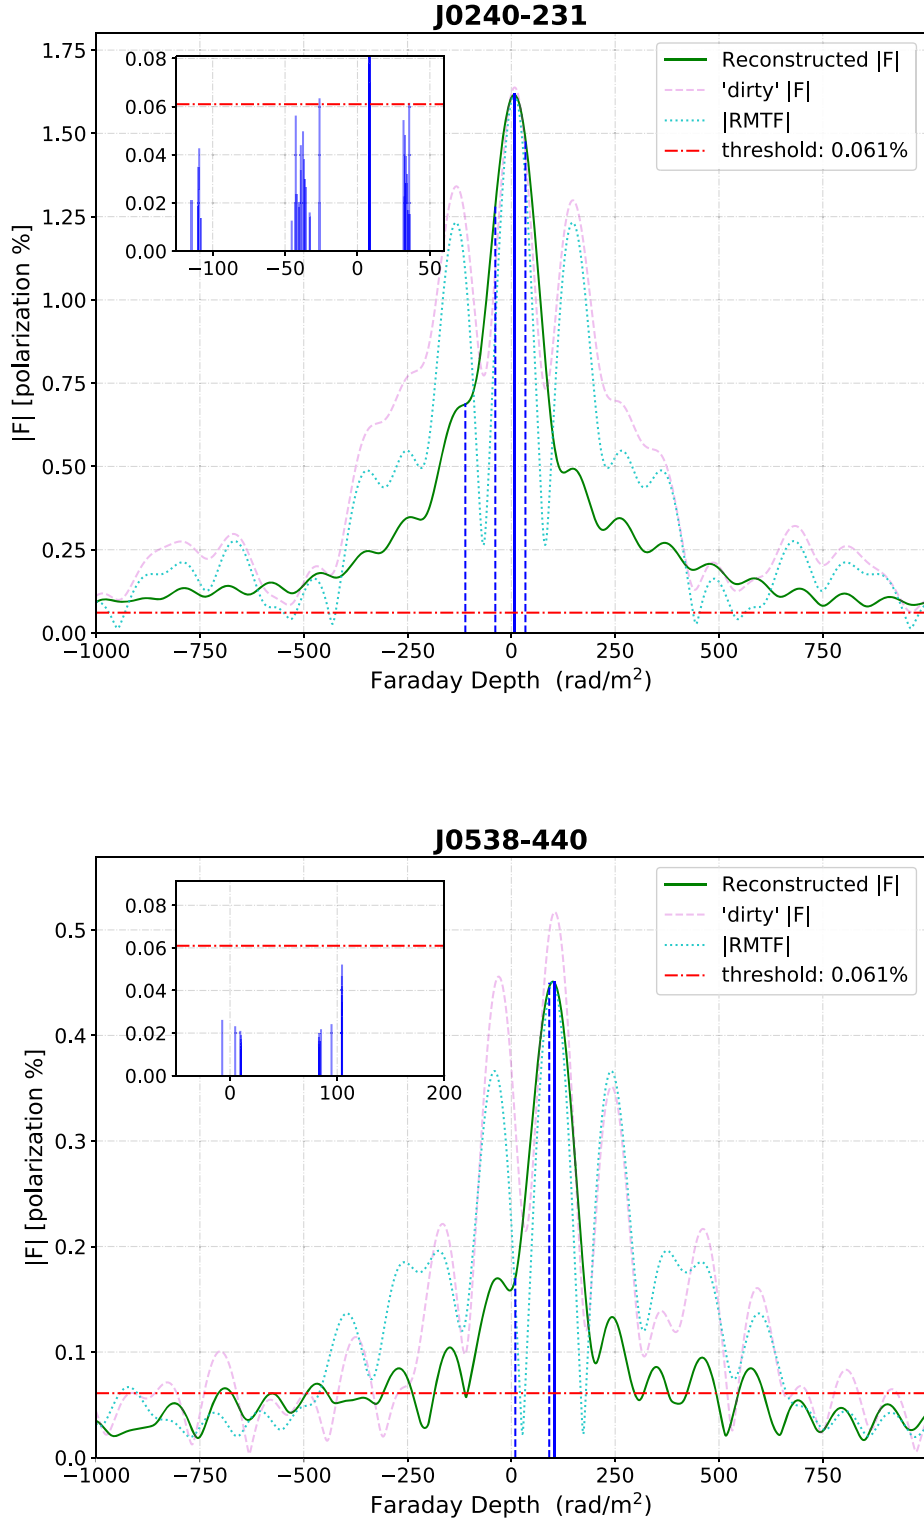 J0240-231
Reconstructed |F|
'dirty' |F|
|RMTF|
threshold: 0.061%
0.08
0.06
0.04
0.02
0.00
−100 −50 0 50
1.75
1.50
1.25
1.00
0.75
0.50
0.25
0.00
|F| [polarization %]
−1000 −750 −500 −250 0 250 500 750
Faraday Depth (rad/m²)
J0538-440
Reconstructed |F|
'dirty' |F|
|RMTF|
threshold: 0.061%
0.08
0.06
0.04
0.02
0.00
0 100 200
0.5
0.4
0.3
0.2
0.1
0.0
|F| [polarization %]
−1000 −750 −500 −250 0 250 500 750
Faraday Depth (rad/m²)